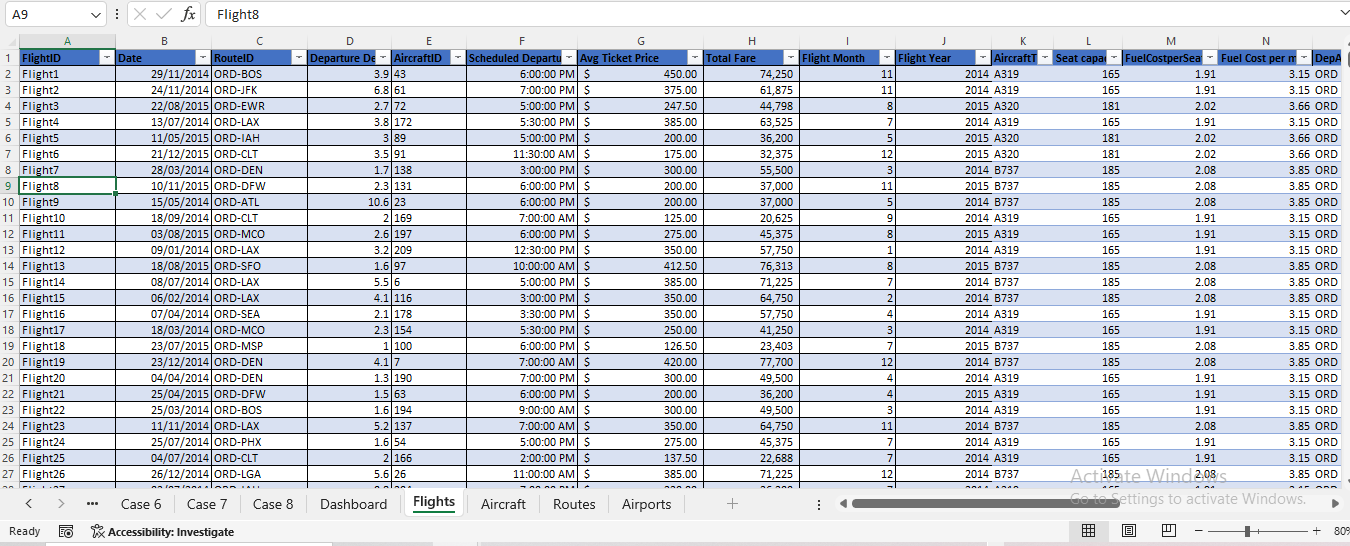 A9 fx Flight8
A B C D E F G H I J K L M N
1 FlightID Date RouteID Departure De AircraftID Scheduled Departu Avg Ticket Price Total Fare Flight Month Flight Year AircraftT Seat capac FuelCostperSea Fuel Cost per m DepA
2 Flight1 29/11/2014 ORD-BOS 3.9 43 6:00:00 PM $ 450.00 74,250 11 2014 A319 165 1.91 3.15 ORD
3 Flight2 24/11/2014 ORD-JFK 6.8 61 7:00:00 PM $ 375.00 61,875 11 2014 A319 165 1.91 3.15 ORD
4 Flight3 22/08/2015 ORD-EWR 2.7 72 5:00:00 PM $ 247.50 44,798 8 2015 A320 181 2.02 3.66 ORD
5 Flight4 13/07/2014 ORD-LAX 3.8 172 5:30:00 PM $ 385.00 63,525 7 2014 A319 165 1.91 3.15 ORD
6 Flight5 11/05/2015 ORD-IAH 3 89 5:00:00 PM $ 200.00 36,200 5 2015 A320 181 2.02 3.66 ORD
7 Flight6 21/12/2015 ORD-CLT 3.5 91 11:30:00 AM $ 175.00 32,375 12 2015 A320 181 2.02 3.66 ORD
8 Flight7 28/03/2014 ORD-DEN 1.7 138 3:00:00 PM $ 300.00 55,500 3 2014 B737 185 2.08 3.85 ORD
9 Flight8 10/11/2015 ORD-DFW 2.3 131 6:00:00 PM $ 200.00 37,000 11 2015 B737 185 2.08 3.85 ORD
10 Flight9 15/05/2014 ORD-ATL 10.6 23 6:00:00 PM $ 200.00 37,000 5 2014 B737 185 2.08 3.85 ORD
11 Flight10 18/09/2014 ORD-CLT 2 169 7:00:00 AM $ 125.00 20,625 9 2014 A319 165 1.91 3.15 ORD
12 Flight11 03/08/2015 ORD-MCO 2.6 197 6:00:00 PM $ 275.00 45,375 8 2015 A319 165 1.91 3.15 ORD
13 Flight12 09/01/2014 ORD-LAX 3.2 209 12:30:00 PM $ 350.00 57,750 1 2014 A319 165 1.91 3.15 ORD
14 Flight13 18/08/2015 ORD-SFO 1.6 97 10:00:00 AM $ 412.50 76,313 8 2015 B737 185 2.08 3.85 ORD
15 Flight14 08/07/2014 ORD-LAX 5.5 6 5:00:00 PM $ 385.00 71,225 7 2014 B737 185 2.08 3.85 ORD
16 Flight15 06/02/2014 ORD-LAX 4.1 116 3:00:00 PM $ 350.00 64,750 2 2014 B737 185 2.08 3.85 ORD
17 Flight16 07/04/2014 ORD-SEA 2.1 178 3:30:00 PM $ 350.00 57,750 4 2014 A319 165 1.91 3.15 ORD
18 Flight17 18/03/2014 ORD-MCO 2.3 154 5:30:00 PM $ 250.00 41,250 3 2014 A319 165 1.91 3.15 ORD
19 Flight18 23/07/2015 ORD-MSP 1 100 6:00:00 PM $ 126.50 23,403 7 2015 B737 185 2.08 3.85 ORD
20 Flight19 23/12/2014 ORD-DEN 4.1 7 7:00:00 AM $ 420.00 77,700 12 2014 B737 185 2.08 3.85 ORD
21 Flight20 04/04/2014 ORD-DEN 1.3 190 7:00:00 PM $ 300.00 49,500 4 2014 A319 165 1.91 3.15 ORD
22 Flight21 25/04/2015 ORD-DFW 1.5 63 6:00:00 PM $ 200.00 36,200 4 2015 A319 165 1.91 3.15 ORD
23 Flight22 25/03/2014 ORD-BOS 1.6 194 9:00:00 AM $ 300.00 49,500 3 2014 A319 165 1.91 3.15 ORD
24 Flight23 11/11/2014 ORD-LAX 5.2 137 7:00:00 AM $ 350.00 64,750 11 2014 B737 185 2.08 3.85 ORD
25 Flight24 25/07/2014 ORD-PHX 1.6 54 5:00:00 PM $ 275.00 45,375 7 2014 A319 165 1.91 3.15 ORD
26 Flight25 04/07/2014 ORD-CLT 2 166 2:00:00 PM $ 137.50 22,688 7 2014 A319 165 1.91 3.15 ORD
27 Flight26 26/12/2014 ORD-LGA 5.6 26 11:00:00 AM $ 385.00 71,225 12 2014 B737 185 2.08 3.85 ORD
Activate Windows
Go to Settings to activate Windows.
... Case 6 Case 7 Case 8 Dashboard Flights Aircraft Routes Airports
Ready Accessibility: Investigate 80%